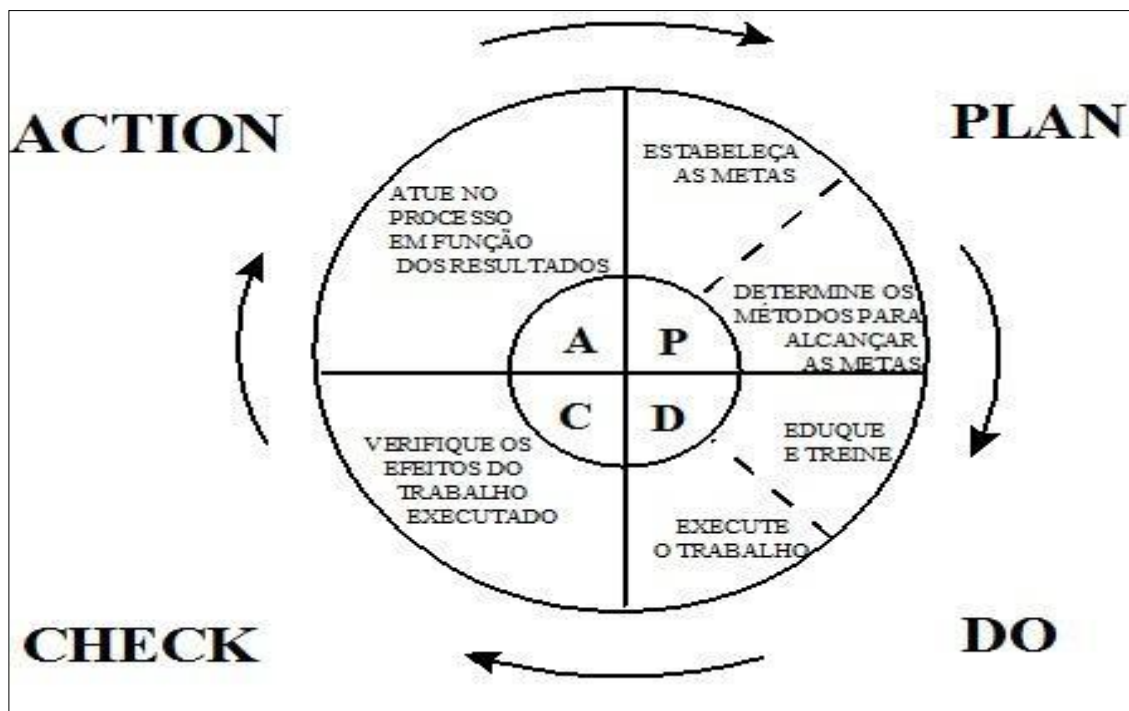 ACTION
PLAN
ESTABELEÇA
AS METAS
ATUE NO
PROCESSO
EM FUNÇÃO
DOS RESULTADOS
DETERMINE OS
MÉTODOS PARA
ALCANÇAR
AS METAS
A
P
C
D
VERIFIQUE OS
EFEITOS DO
TRABALHO
EXECUTADO
EDUQUE
E TREINE
EXECUTE
O TRABALHO
CHECK
DO